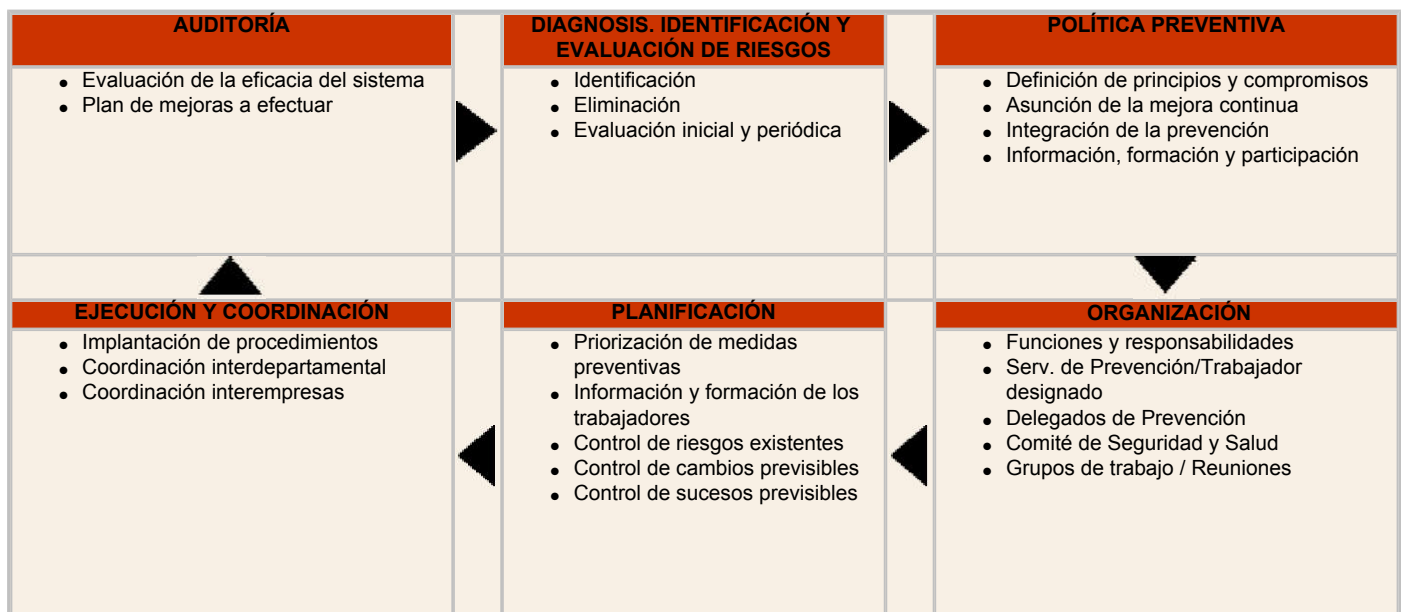 AUDITORÍA
Evaluación de la eficacia del sistema
Plan de mejoras a efectuar
DIAGNOSIS. IDENTIFICACIÓN Y
EVALUACIÓN DE RIESGOS
Identificación
Eliminación
Evaluación inicial y periódica
POLÍTICA PREVENTIVA
Definición de principios y compromisos
Asunción de la mejora continua
Integración de la prevención
Información, formación y participación
EJECUCIÓN Y COORDINACIÓN
Implantación de procedimientos
Coordinación interdepartamental
Coordinación interempresas
PLANIFICACIÓN
Priorización de medidas
preventivas
Información y formación de los
trabajadores
Control de riesgos existentes
Control de cambios previsibles
Control de sucesos previsibles
ORGANIZACIÓN
Funciones y responsabilidades
Serv. de Prevención/Trabajador
designado
Delegados de Prevención
Comité de Seguridad y Salud
Grupos de trabajo / Reuniones